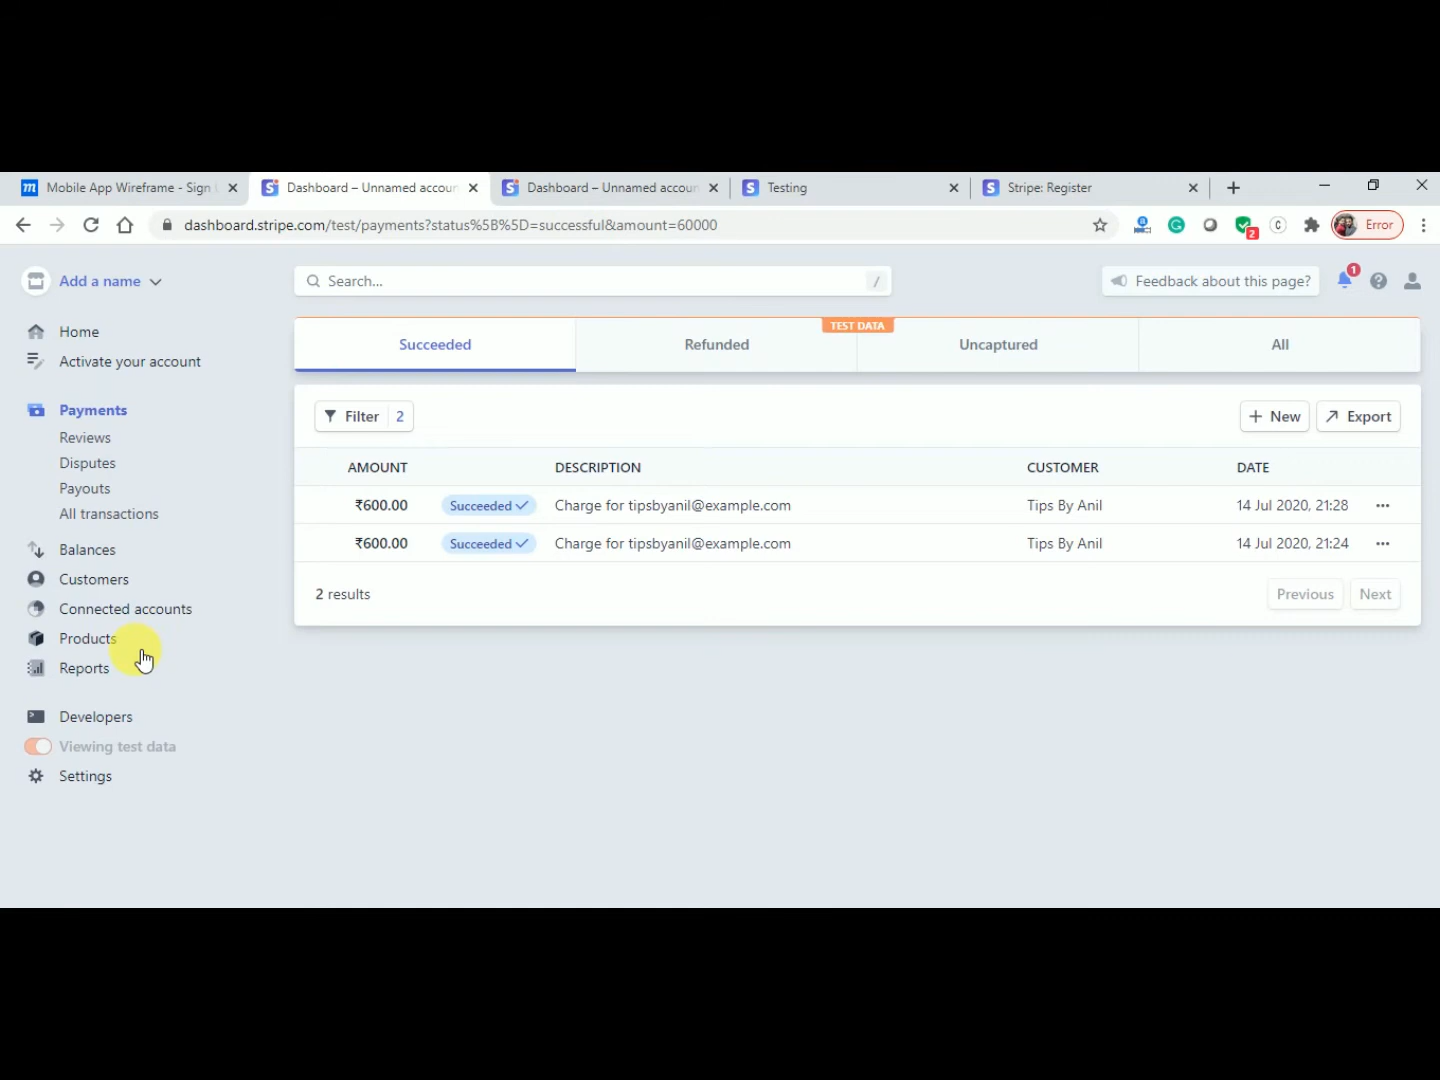 Mobile App Wireframe - Sign
Dashboard – Unnamed accoun
Dashboard – Unnamed accoun
Testing
Stripe: Register
dashboard.stripe.com/test/payments?status%5B%5D=successful&amount=60000
2
C
Error
Add a name
Search...
/
Feedback about this page?
1
Home
Activate your account
TEST DATA
Succeeded
Refunded
Uncaptured
All
Payments
Reviews
Disputes
Payouts
All transactions
Balances
Customers
Connected accounts
Products
Reports
Developers
Viewing test data
Settings
Filter 2
+ New
Export
AMOUNT DESCRIPTION CUSTOMER DATE
₹600.00 Succeeded ✓ Charge for tipsbyanil@example.com Tips By Anil 14 Jul 2020, 21:28 ···
₹600.00 Succeeded ✓ Charge for tipsbyanil@example.com Tips By Anil 14 Jul 2020, 21:24 ···
2 results
Previous
Next